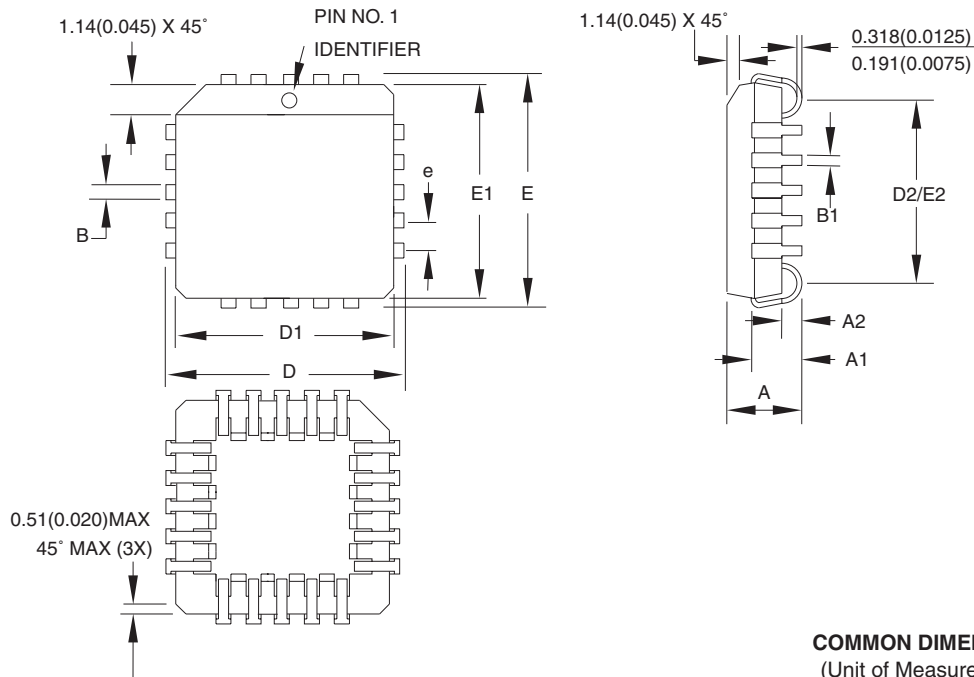 1.14(0.045) X 45˚
PIN NO. 1
IDENTIFIER
1.14(0.045) X 45˚
0.318(0.0125)
0.191(0.0075)
e
E1
E
B
B1
D2/E2
D1
D
A2
A1
A
0.51(0.020)MAX
45˚ MAX (3X)
COMMON DIME
(Unit of Measure